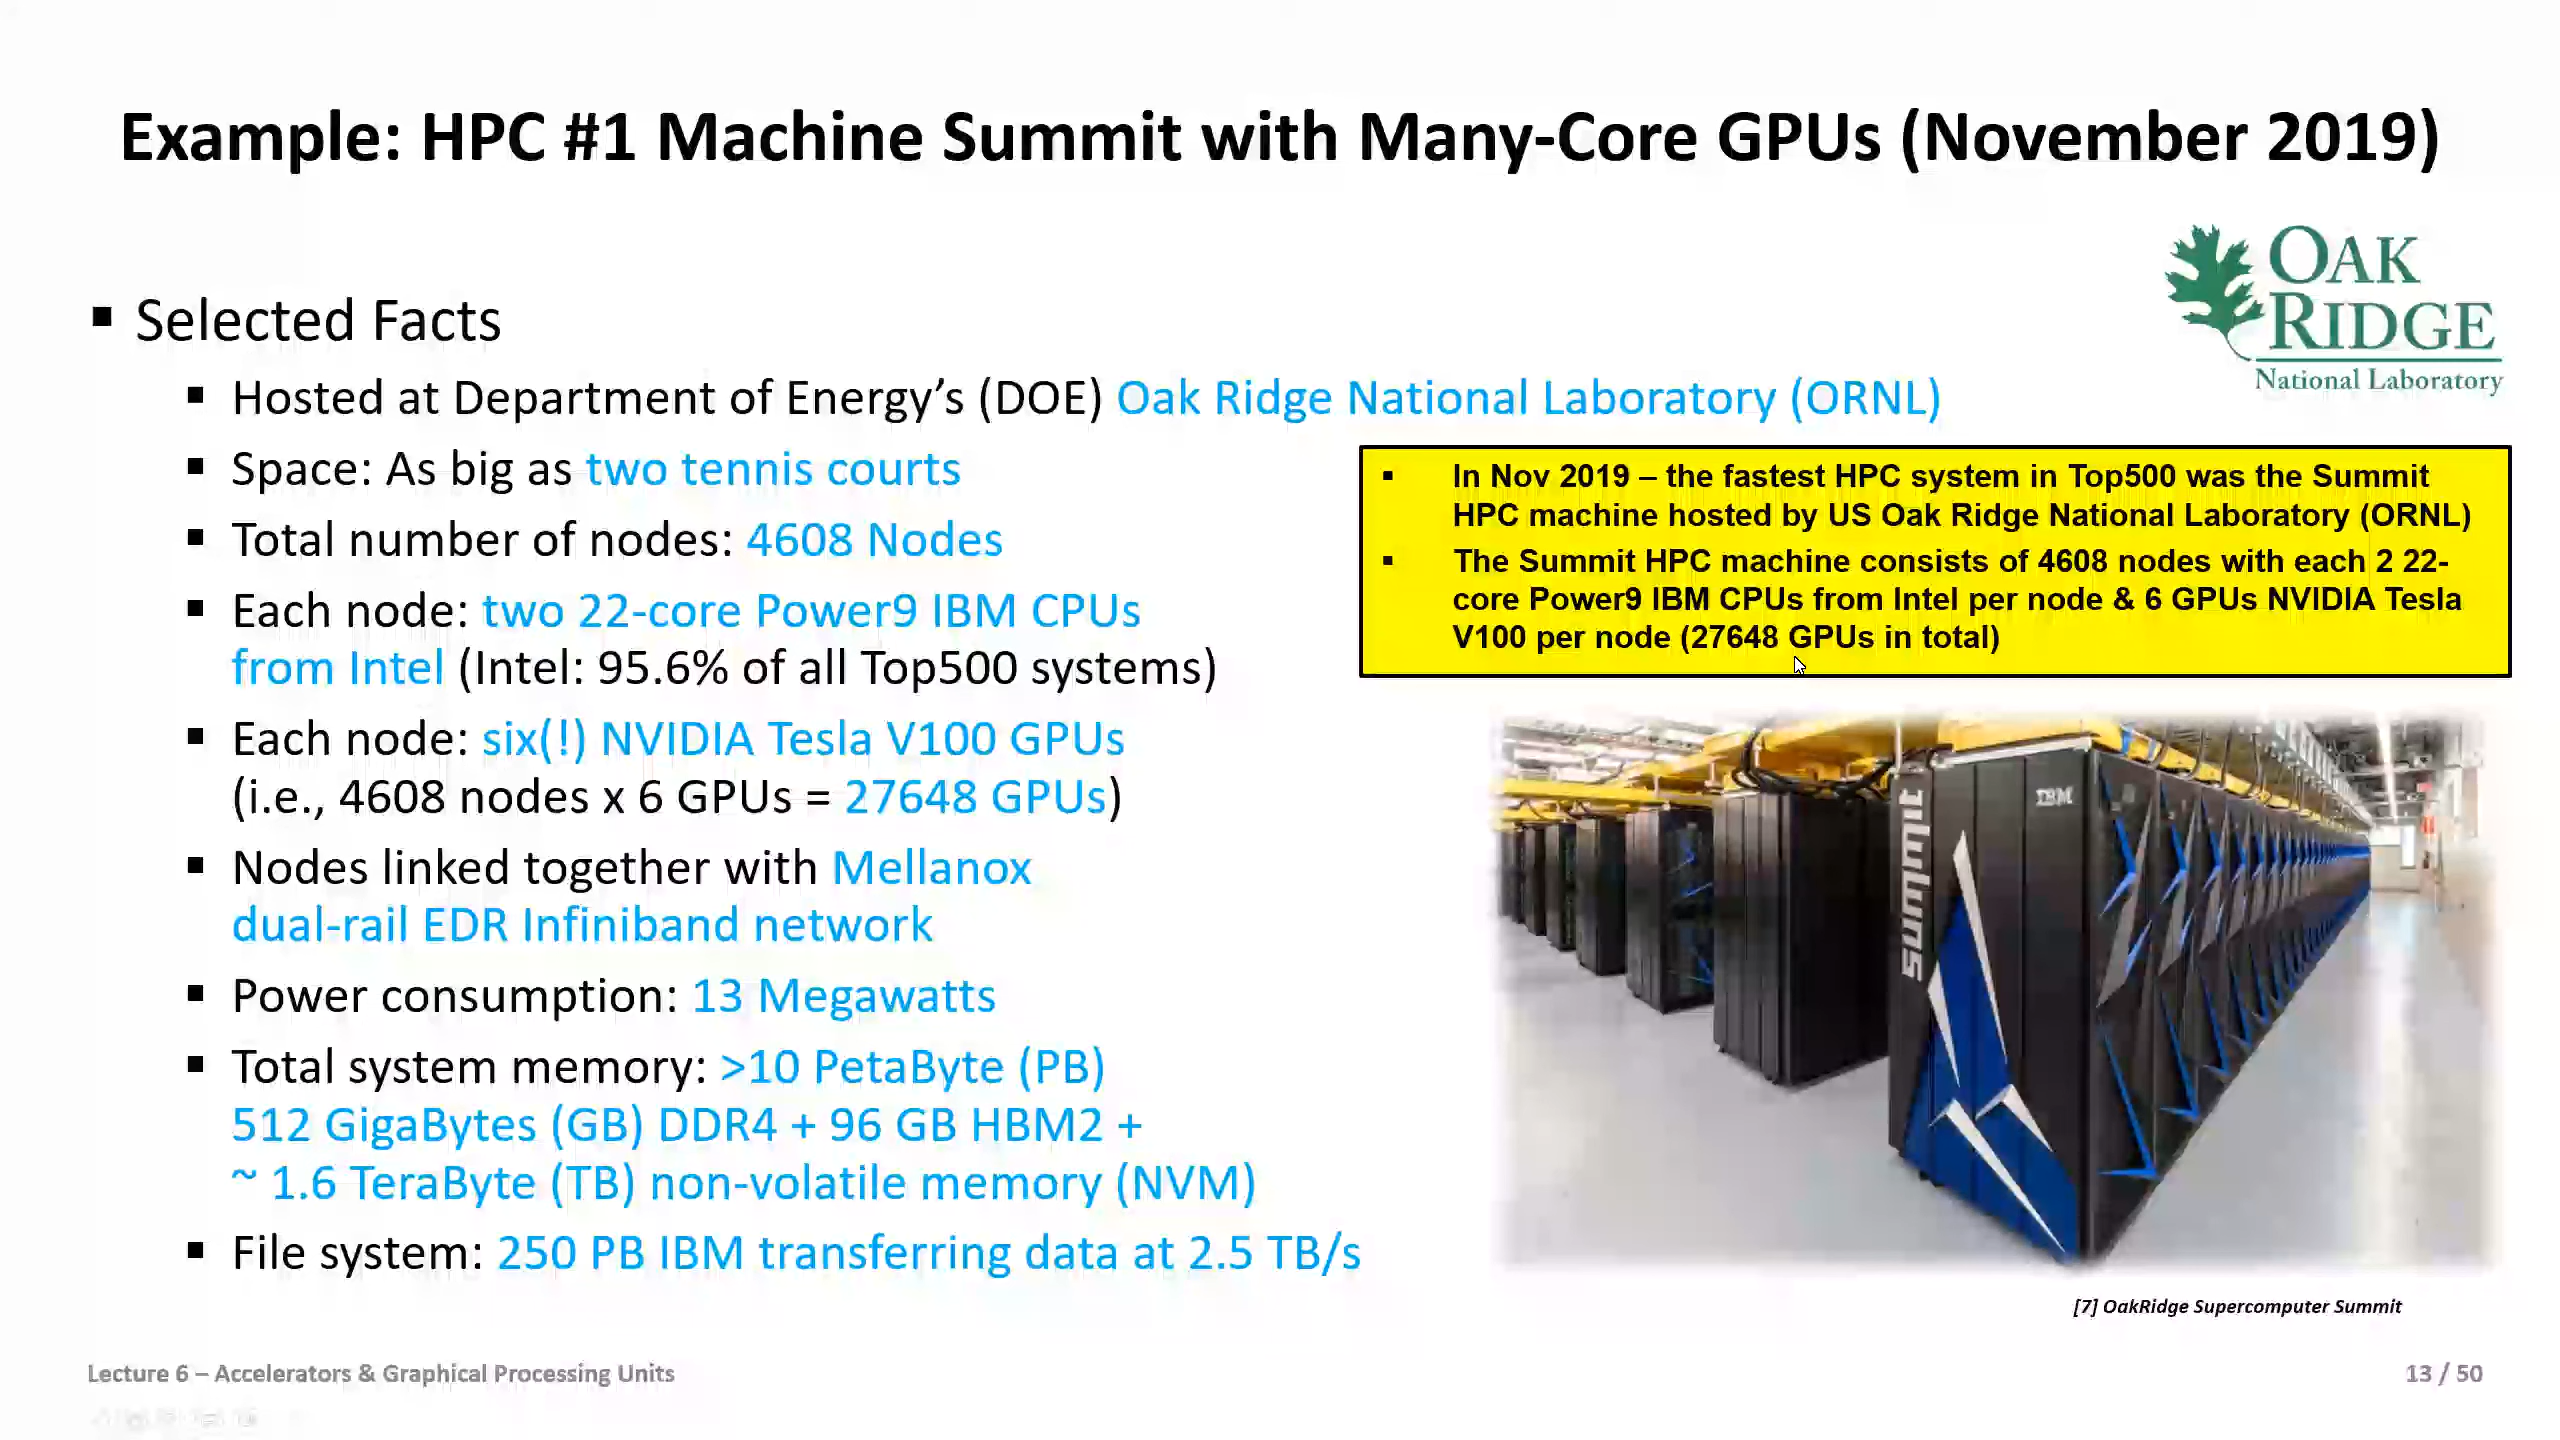 Example: HPC #1 Machine Summit with Many-Core GPUs (November 2019)
OAK
RIDGE
National Laboratory
▪ Selected Facts
▪ Hosted at Department of Energy’s (DOE) Oak Ridge National Laboratory (ORNL)
▪ Space: As big as two tennis courts
▪ Total number of nodes: 4608 Nodes
▪ Each node: two 22-core Power9 IBM CPUs
from Intel (Intel: 95.6% of all Top500 systems)
▪ Each node: six(!) NVIDIA Tesla V100 GPUs
(i.e., 4608 nodes x 6 GPUs = 27648 GPUs)
▪ Nodes linked together with Mellanox
dual-rail EDR Infiniband network
▪ Power consumption: 13 Megawatts
▪ Total system memory: >10 PetaByte (PB)
512 GigaBytes (GB) DDR4 + 96 GB HBM2 +
~ 1.6 TeraByte (TB) non-volatile memory (NVM)
▪ File system: 250 PB IBM transferring data at 2.5 TB/s
▪ In Nov 2019 – the fastest HPC system in Top500 was the Summit
HPC machine hosted by US Oak Ridge National Laboratory (ORNL)
▪ The Summit HPC machine consists of 4608 nodes with each 2 22-
core Power9 IBM CPUs from Intel per node & 6 GPUs NVIDIA Tesla
V100 per node (27648 GPUs in total)
IBM
summit
[7] OakRidge Supercomputer Summit
Lecture 6 – Accelerators & Graphical Processing Units
13 / 50